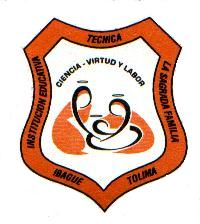 INSTITUCION EDUCATIVA
TECNICA
LA SAGRADA FAMILIA
CIENCIA - VIRTUD Y LABOR
IBAGUE
TOLIMA